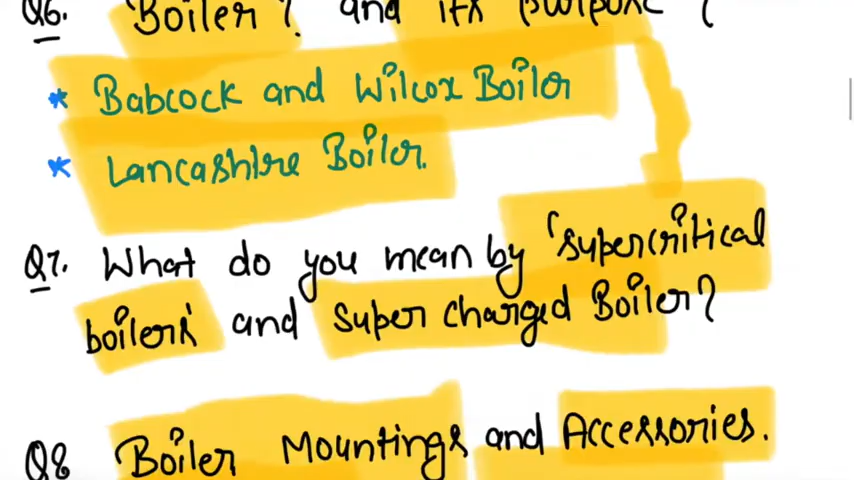 Q6. Boiler? and its purpose ?
* Babcock and Wilcox Boiler
* Lancashire Boiler.
Q7. What do you mean by 'supercritical
boilers' and Super charged Boiler?
Q8 Boiler Mountings and Accessories.